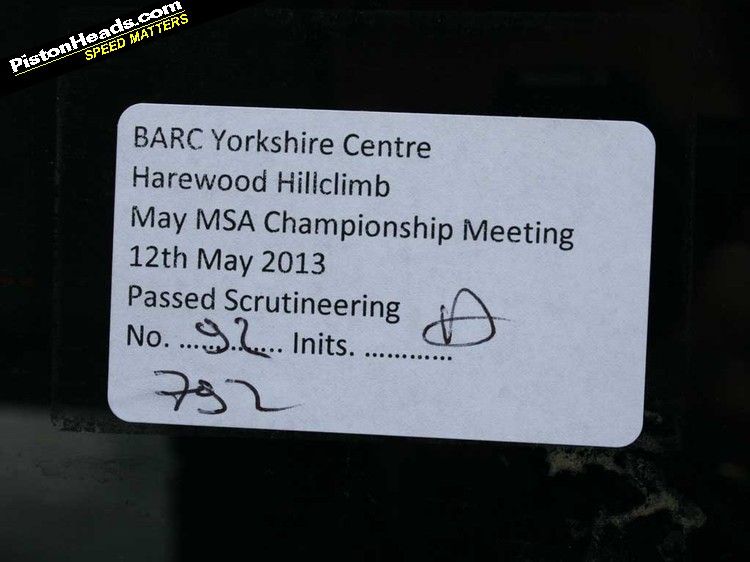 PistonHeads.com
SPEED MATTERS
BARC Yorkshire Centre
Harewood Hillclimb
May MSA Championship Meeting
12th May 2013
Passed Scrutineering
No. ...92...... Inits. .............
792